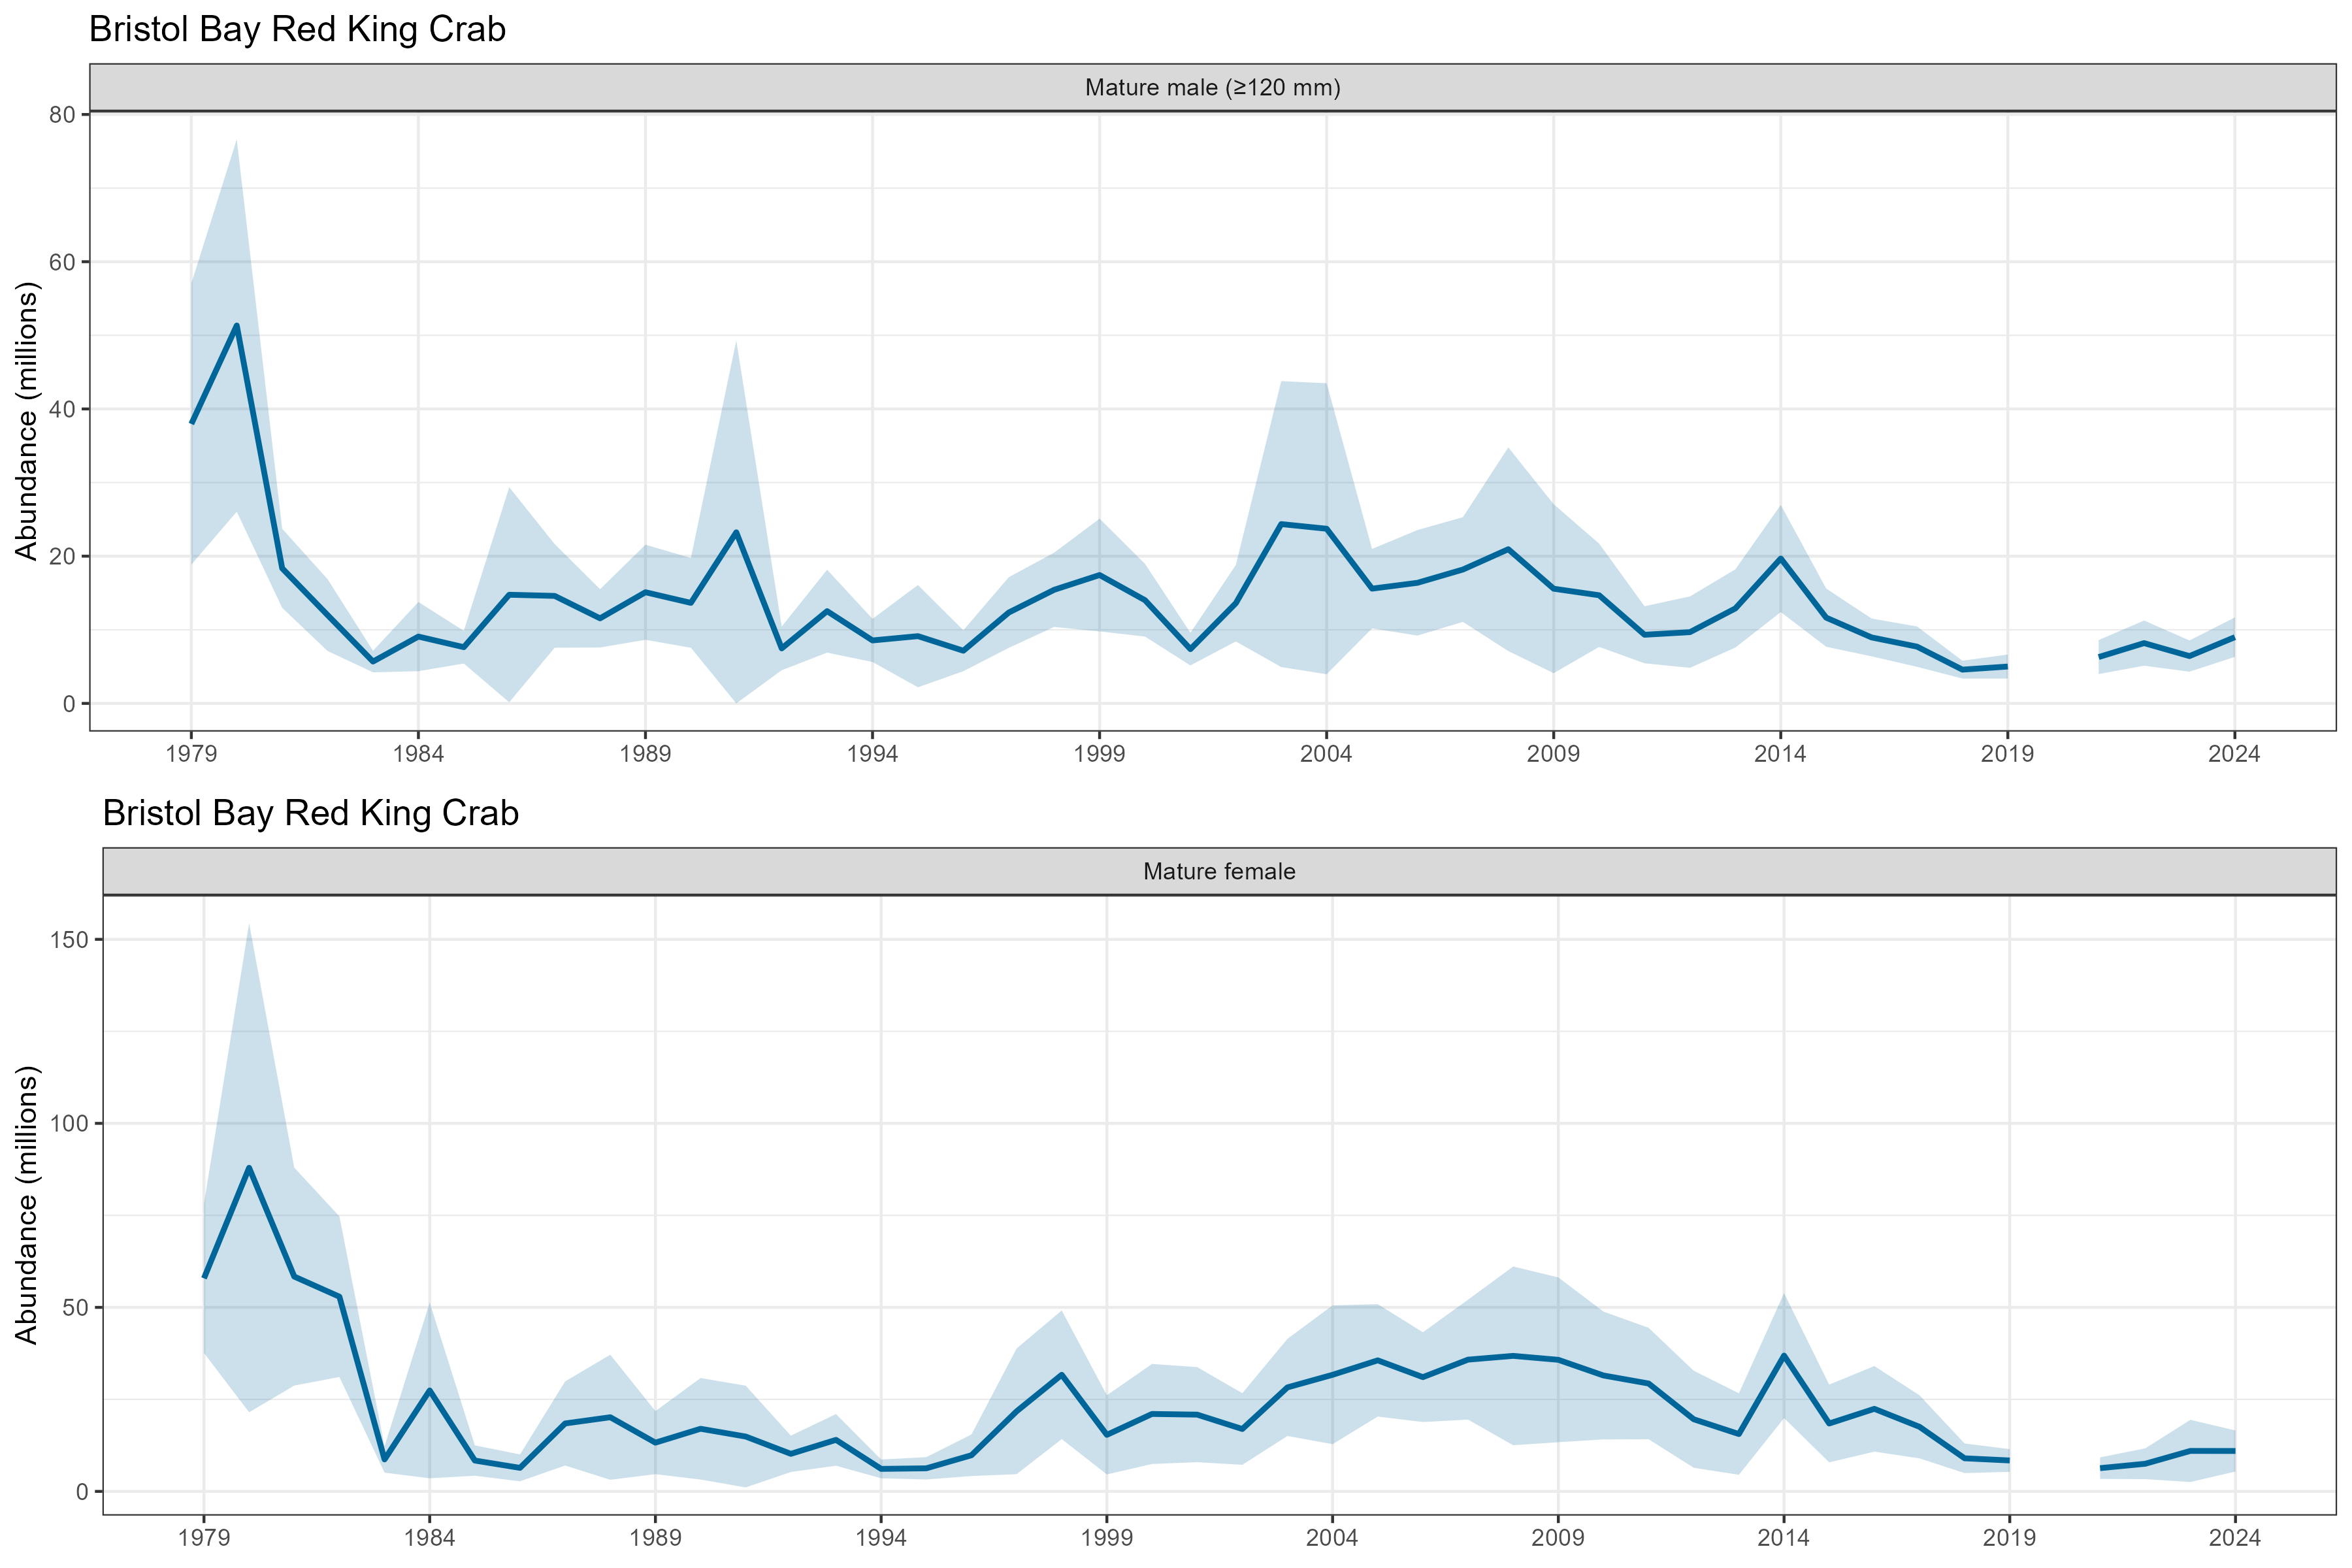 Bristol Bay Red King Crab
Mature male (≥120 mm)
Abundance (millions)
80
60
40
20
0
1979 1984 1989 1994 1999 2004 2009 2014 2019 2024
Bristol Bay Red King Crab
Mature female
Abundance (millions)
150
100
50
0
1979 1984 1989 1994 1999 2004 2009 2014 2019 2024